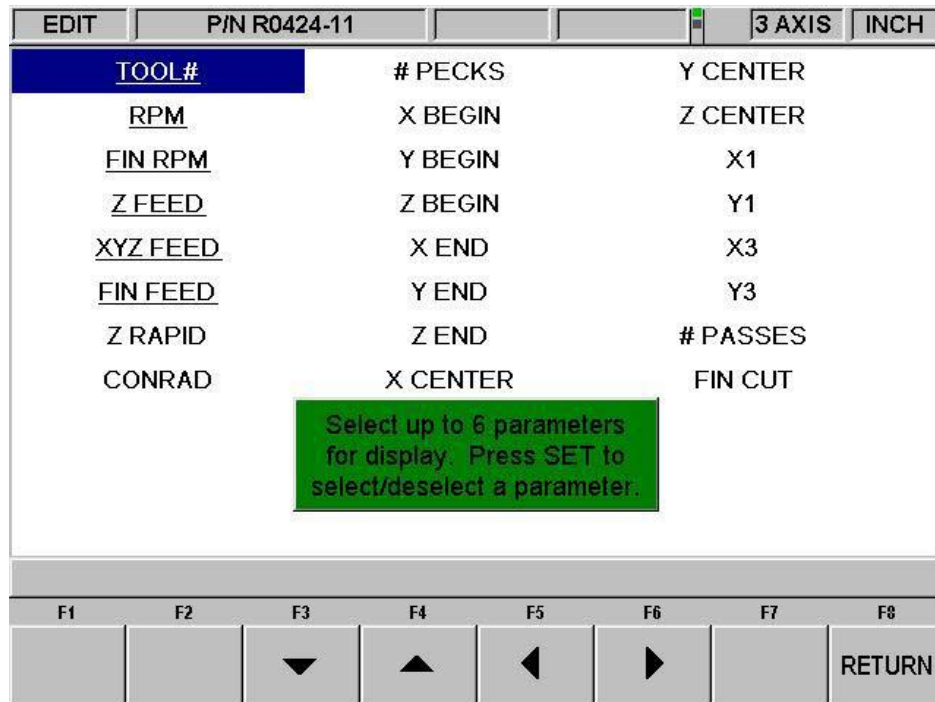 EDIT P/N R0424-11 3 AXIS INCH
TOOL# # PECKS Y CENTER
RPM X BEGIN Z CENTER
FIN RPM Y BEGIN X1
Z FEED Z BEGIN Y1
XYZ FEED X END X3
FIN FEED Y END Y3
Z RAPID Z END # PASSES
CONRAD X CENTER FIN CUT
Select up to 6 parameters
for display. Press SET to
select/deselect a parameter.
F1 F2 F3 F4 F5 F6 F7 F8
RETURN